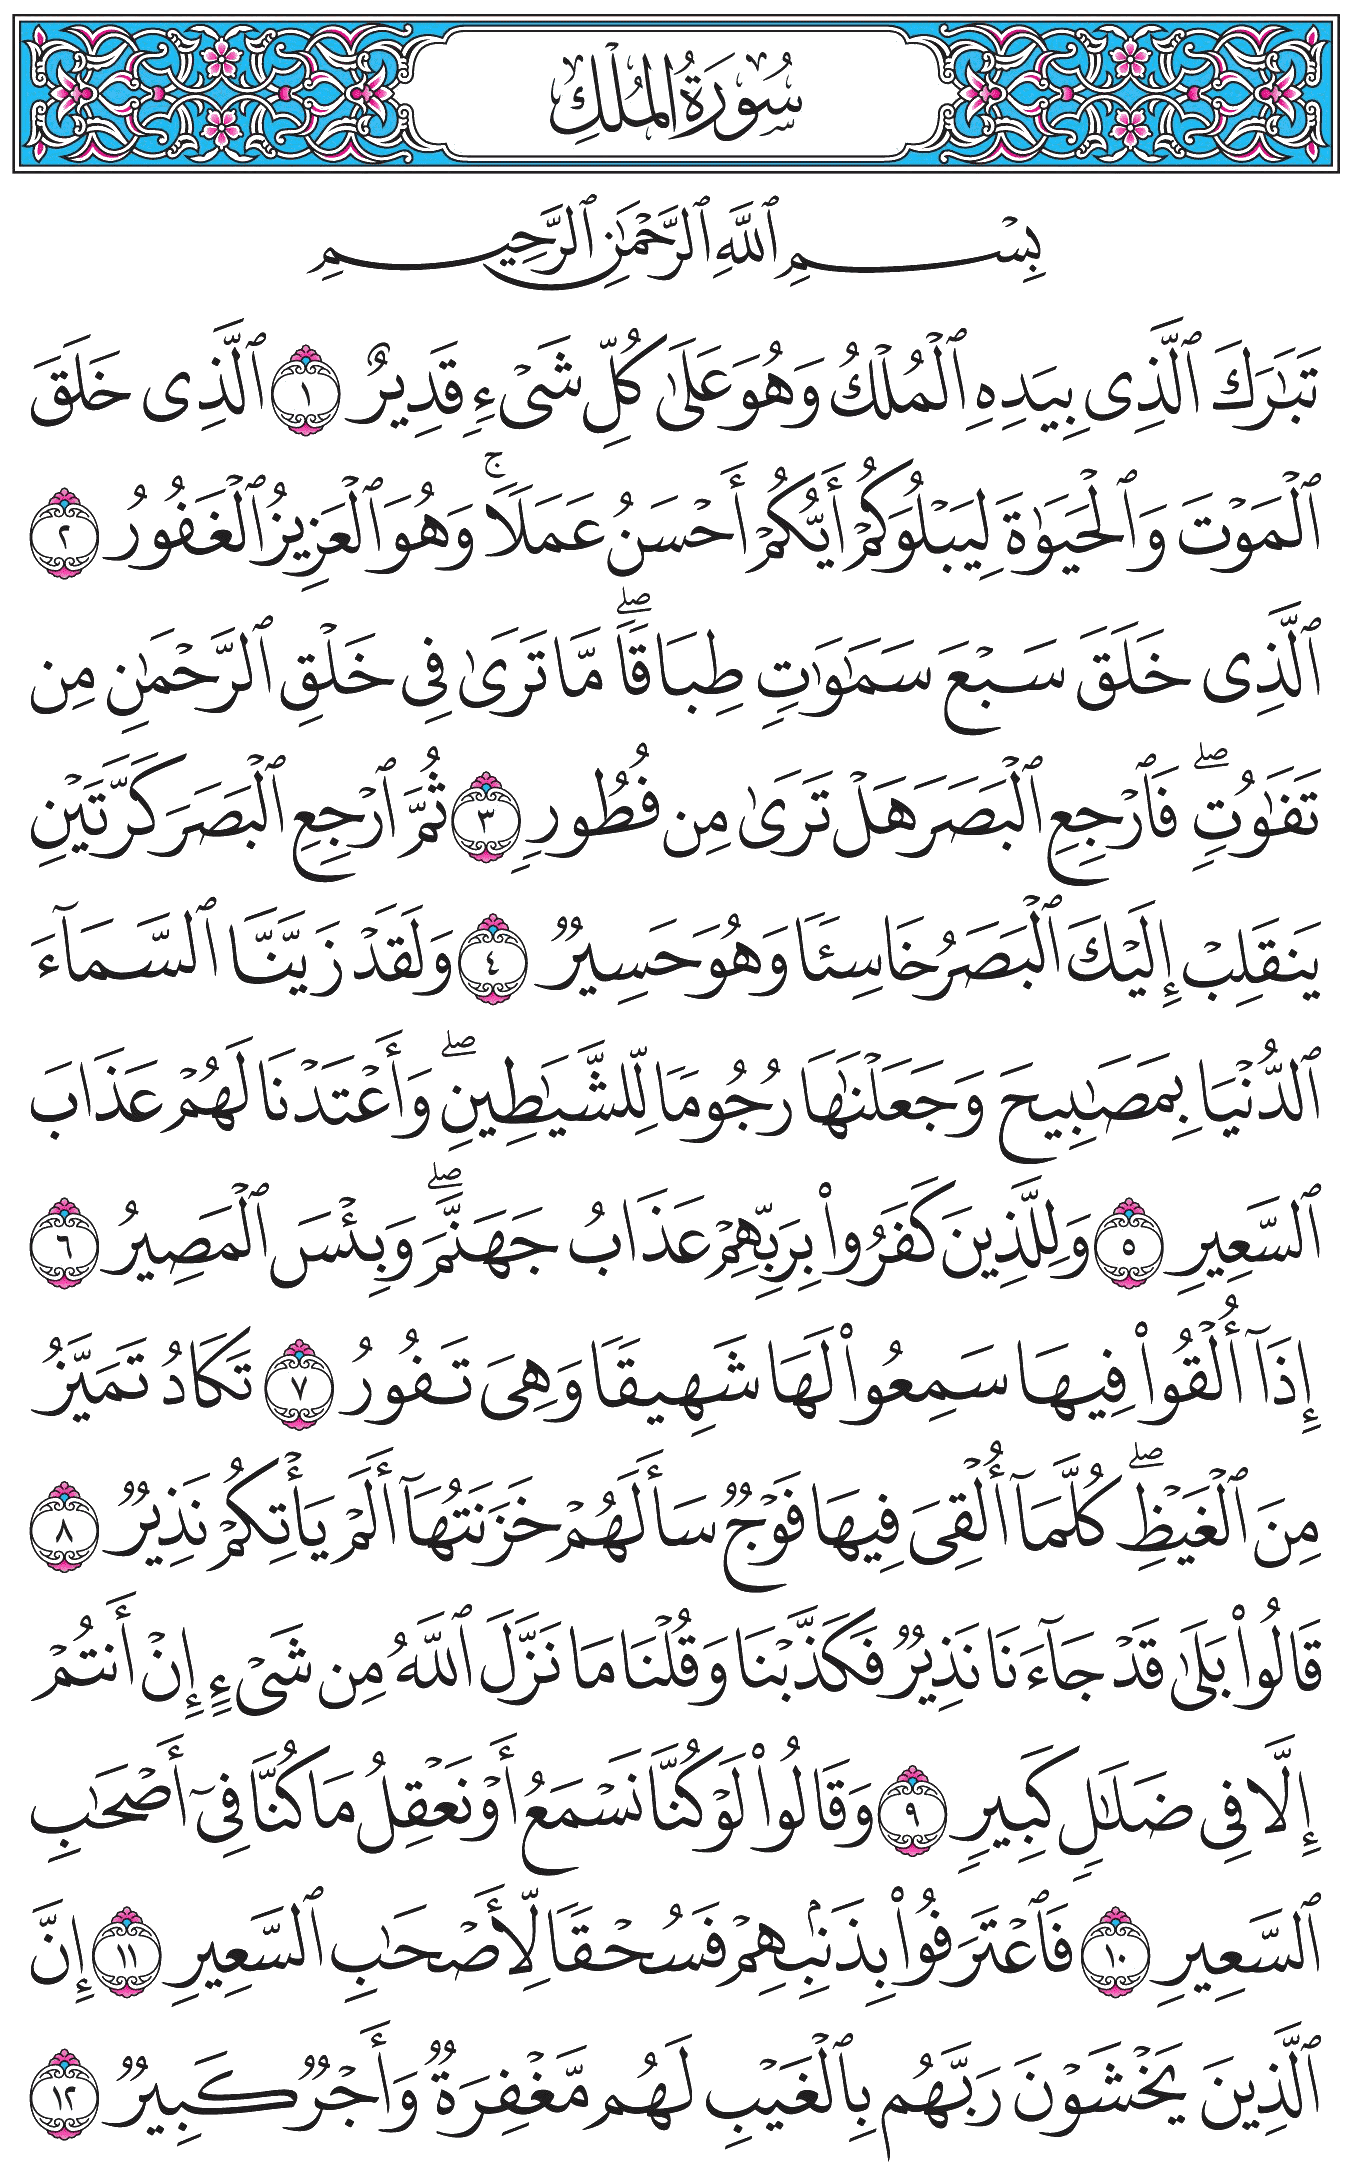 سُورَةُ الْمُلْكِ
بِسْمِ ٱللَّهِ ٱلرَّحْمَٰنِ ٱلرَّحِيمِ
تَبَٰرَكَ ٱلَّذِى بِيَدِهِ ٱلْمُلْكُ وَهُوَ عَلَىٰ كُلِّ شَىْءٍ قَدِيرٌ ١ ٱلَّذِى خَلَقَ
ٱلْمَوْتَ وَٱلْحَيَوٰةَ لِيَبْلُوَكُمْ أَيُّكُمْ أَحْسَنُ عَمَلًا ۚ وَهُوَ ٱلْعَزِيزُ ٱلْغَفُورُ ٢
ٱلَّذِى خَلَقَ سَبْعَ سَمَٰوَٰتٍ طِبَاقًا ۖ مَّا تَرَىٰ فِى خَلْقِ ٱلرَّحْمَٰنِ مِن
تَفَٰوُتٍ ۖ فَٱرْجِعِ ٱلْبَصَرَ هَلْ تَرَىٰ مِن فُطُورٍ ٣ ثُمَّ ٱرْجِعِ ٱلْبَصَرَ كَرَّتَيْنِ
يَنقَلِبْ إِلَيْكَ ٱلْبَصَرُ خَاسِئًا وَهُوَ حَسِيرٌ ٤ وَلَقَدْ زَيَّنَّا ٱلسَّمَآءَ
ٱلدُّنْيَا بِمَصَٰبِيحَ وَجَعَلْنَٰهَا رُجُومًا لِّلشَّيَٰطِينِ ۖ وَأَعْتَدْنَا لَهُمْ عَذَابَ
ٱلسَّعِيرِ ٥ وَلِلَّذِينَ كَفَرُوا۟ بِرَبِّهِمْ عَذَابُ جَهَنَّمَ ۖ وَبِئْسَ ٱلْمَصِيرُ ٦
إِذَآ أُلْقُوا۟ فِيهَا سَمِعُوا۟ لَهَا شَهِيقًا وَهِىَ تَفُورُ ٧ تَكَادُ تَمَيَّزُ
مِنَ ٱلْغَيْظِ ۖ كُلَّمَآ أُلْقِىَ فِيهَا فَوْجٌ سَأَلَهُمْ خَزَنَتُهَآ أَلَمْ يَأْتِكُمْ نَذِيرٌ ٨
قَالُوا۟ بَلَىٰ قَدْ جَآءَنَا نَذِيرٌ فَكَذَّبْنَا وَقُلْنَا مَا نَزَّلَ ٱللَّهُ مِن شَىْءٍ إِنْ أَنتُمْ
إِلَّا فِى ضَلَٰلٍ كَبِيرٍ ٩ وَقَالُوا۟ لَوْ كُنَّا نَسْمَعُ أَوْ نَعْقِلُ مَا كُنَّا فِىٓ أَصْحَٰبِ
ٱلسَّعِيرِ ١٠ فَٱعْتَرَفُوا۟ بِذَنۢبِهِمْ فَسُحْقًا لِّأَصْحَٰبِ ٱلسَّعِيرِ ١١ إِنَّ
ٱلَّذِينَ يَخْشَوْنَ رَبَّهُم بِٱلْغَيْبِ لَهُم مَّغْفِرَةٌ وَأَجْرٌ كَبِيرٌ ١٢